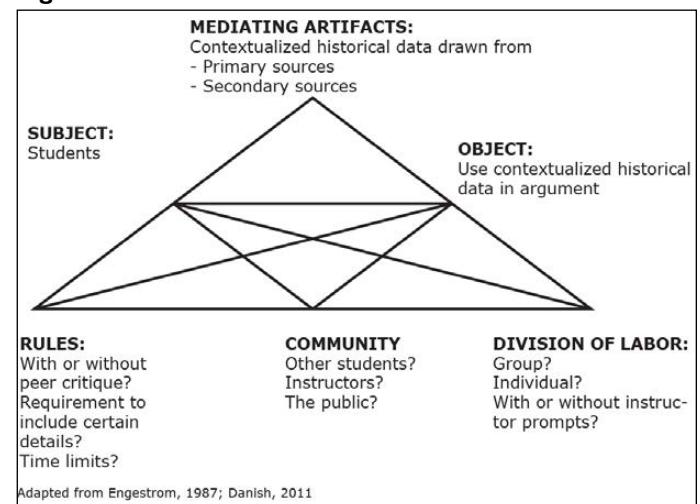 MEDIATING ARTIFACTS:
Contextualized historical data drawn from
- Primary sources
- Secondary sources
SUBJECT:
Students
OBJECT:
Use contextualized historical
data in argument
RULES:
With or without
peer critique?
Requirement to
include certain
details?
Time limits?
COMMUNITY
Other students?
Instructors?
The public?
DIVISION OF LABOR:
Group?
Individual?
With or without instruc-
tor prompts?
Adapted from Engestrom, 1987; Danish, 2011